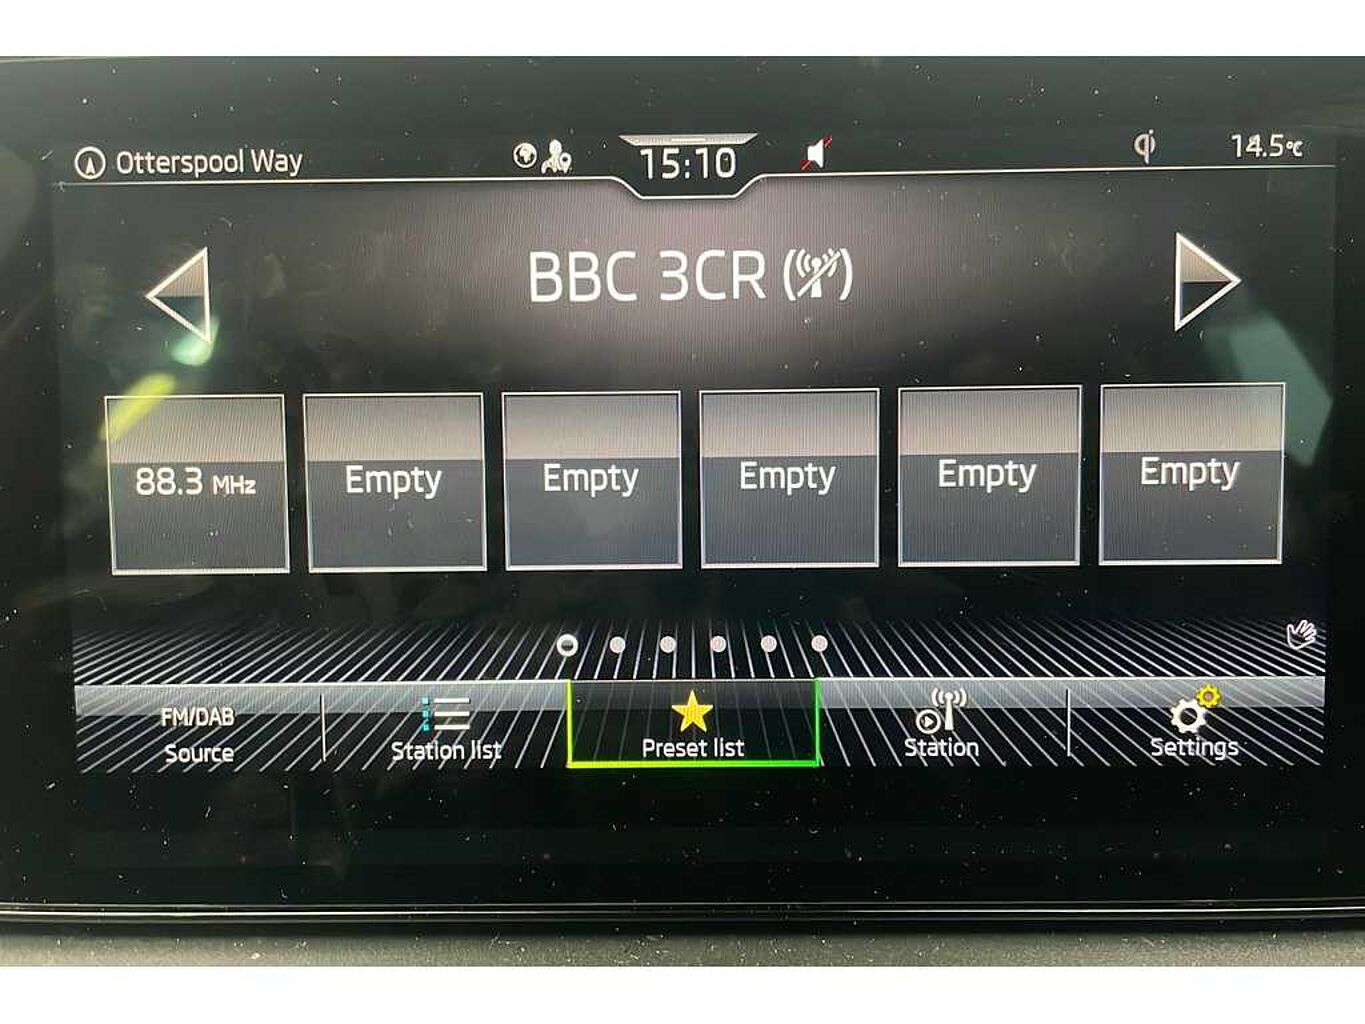 Otterspool Way
15:10
14.5°C
BBC 3CR
88.3 MHz
Empty
Empty
Empty
Empty
Empty
FM/DAB
Source
Station list
Preset list
Station
Settings